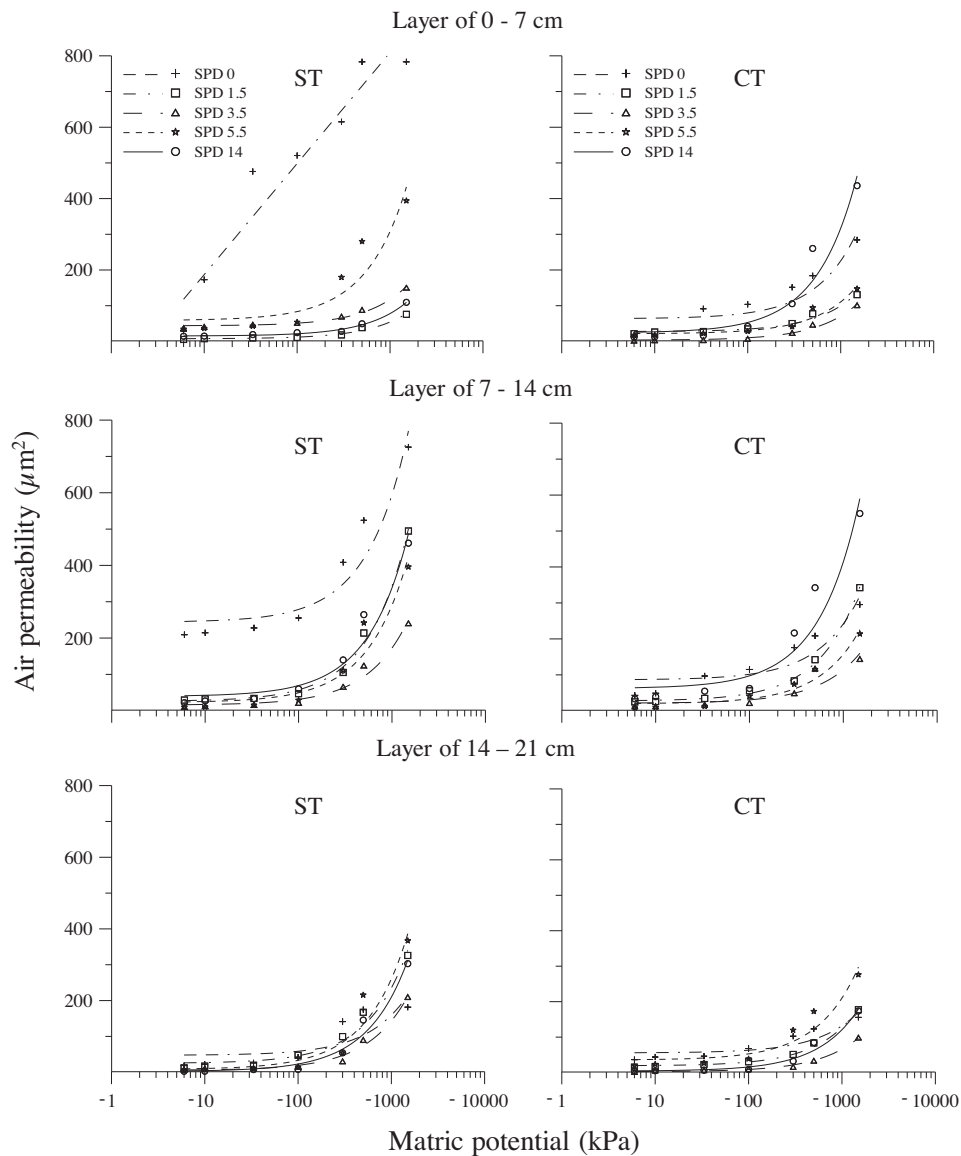 Layer of 0 - 7 cm
800
600
400
200
ST
SPD 0
SPD 1.5
SPD 3.5
SPD 5.5
SPD 14
CT
SPD 0
SPD 1.5
SPD 3.5
SPD 5.5
SPD 14
Layer of 7 - 14 cm
Air permeability (µm²)
800
600
400
200
ST
CT
Layer of 14 – 21 cm
800
600
400
200
ST
CT
-1 -10 -100 -1000 -10000
-1 -10 -100 -1000 -10000
Matric potential (kPa)